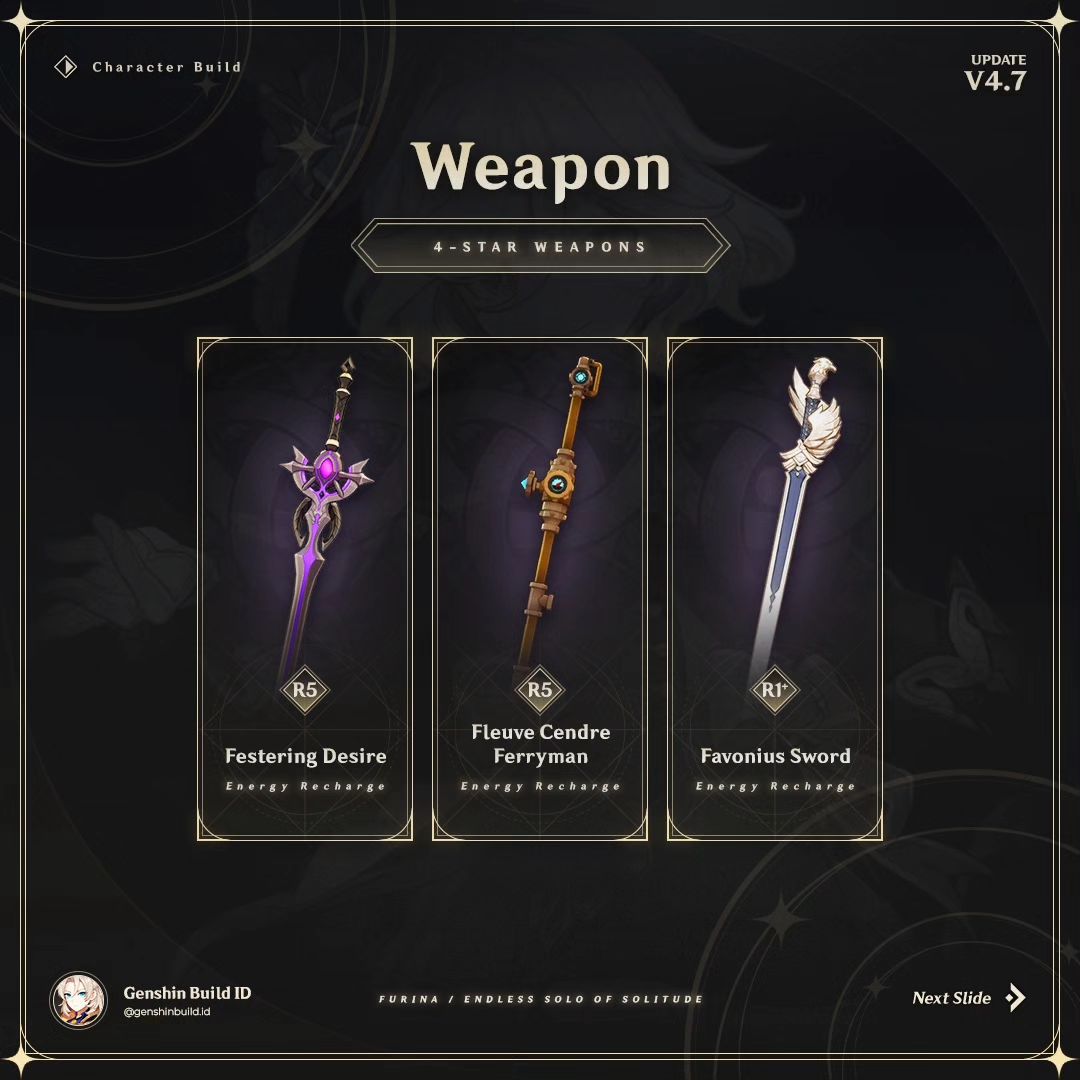 Character Build
UPDATE
V4.7
Weapon
4-STAR WEAPONS
R5
Festering Desire
Energy Recharge
R5
Fleuve Cendre
Ferryman
Energy Recharge
R1+
Favonius Sword
Energy Recharge
Genshin Build ID
@genshinbuild.id
FURINA / ENDLESS SOLO OF SOLITUDE
Next Slide